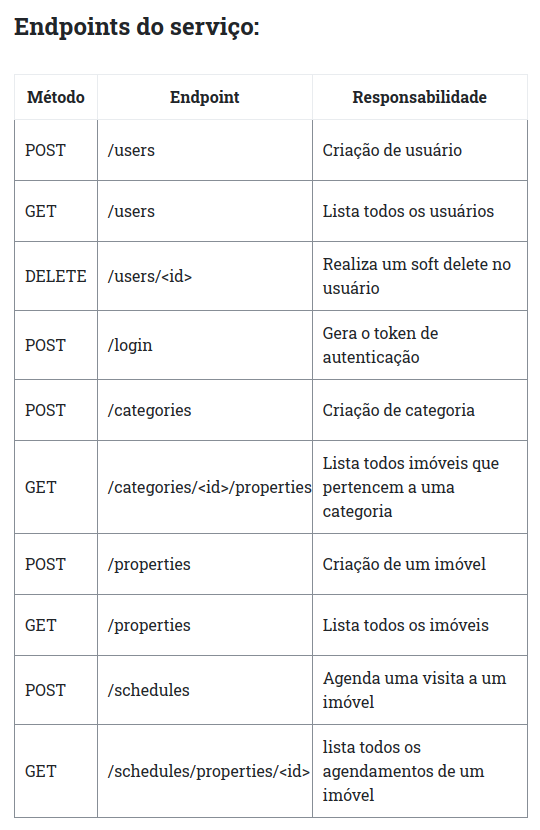 Endpoints do serviço:
Método Endpoint Responsabilidade
POST /users Criação de usuário
GET /users Lista todos os usuários
DELETE /users/<id> Realiza um soft delete no
usuário
POST /login Gera o token de
autenticação
POST /categories Criação de categoria
GET /categories/<id>/properties Lista todos imóveis que
pertencem a uma
categoria
POST /properties Criação de um imóvel
GET /properties Lista todos os imóveis
POST /schedules Agenda uma visita a um
imóvel
GET /schedules/properties/<id> lista todos os
agendamentos de um
imóvel